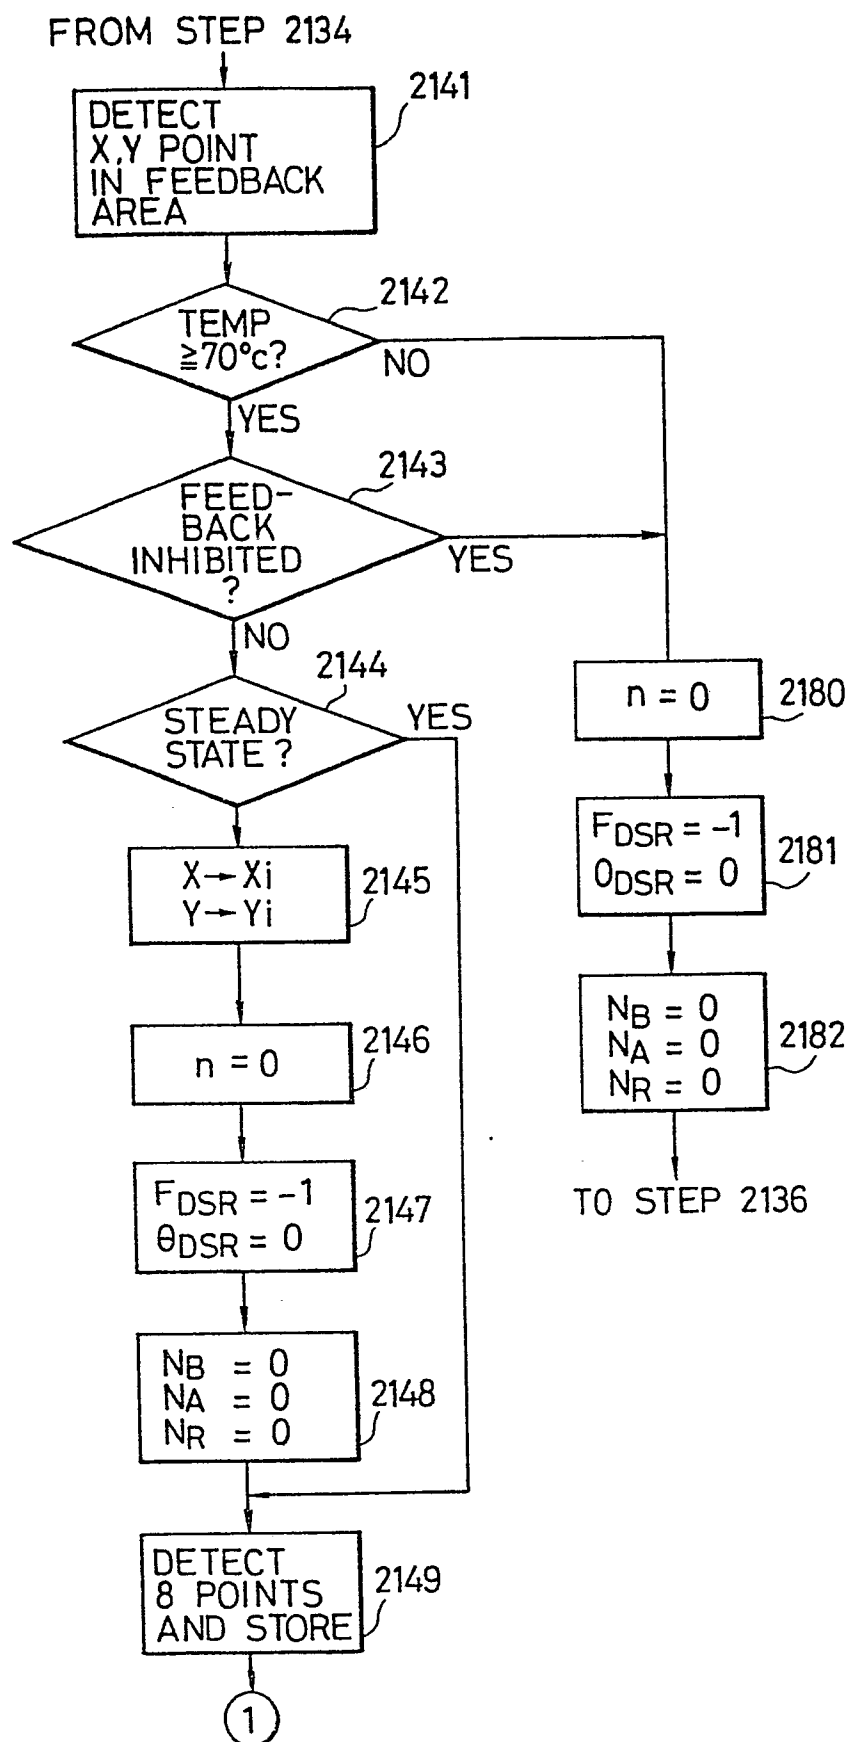 FROM STEP 2134
2141
DETECT
X,Y POINT
IN FEEDBACK
AREA
2142
TEMP
≧70°c?
NO
YES
2143
FEED-
BACK
INHIBITED
?
YES
NO
2144
STEADY
STATE ?
YES
X→Xi
Y→Yi
2145
n = 0
2146
FDSR = -1
θDSR = 0
2147
NB = 0
NA = 0
NR = 0
2148
DETECT
8 POINTS
AND STORE
2149
1
n = 0
2180
FDSR = -1
0DSR = 0
2181
NB = 0
NA = 0
NR = 0
2182
TO STEP 2136